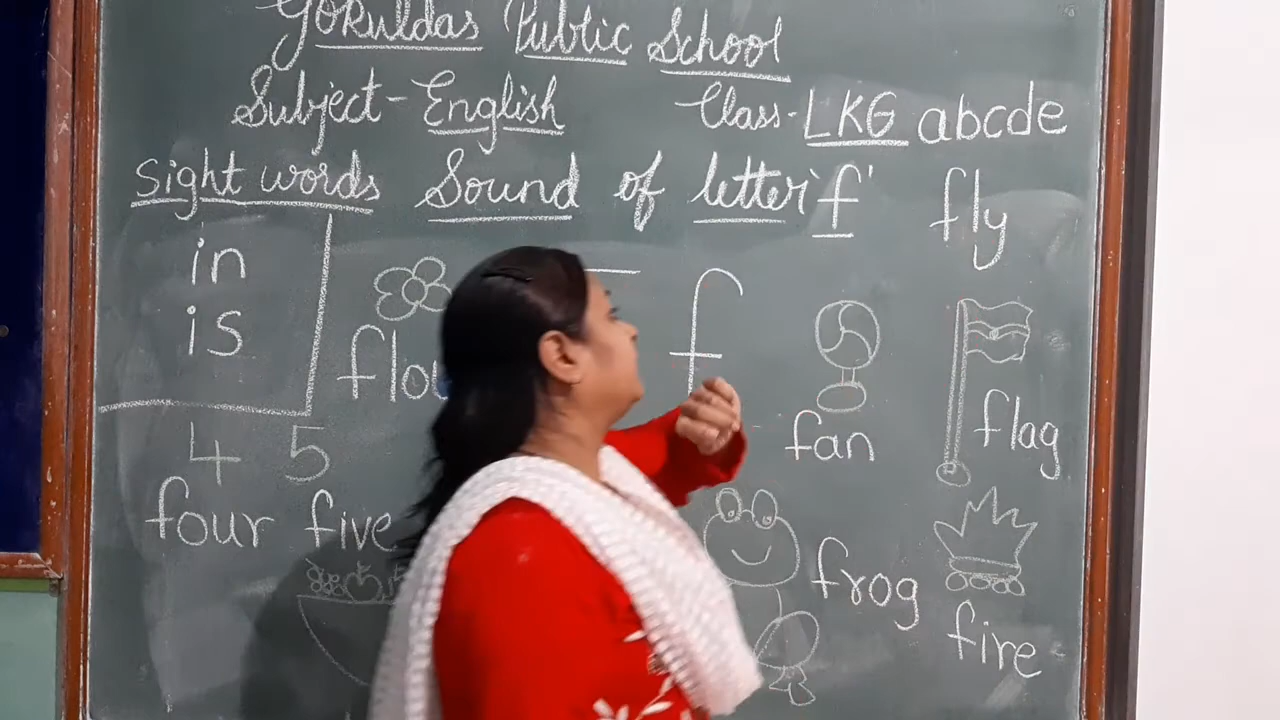 Gokuldas Public School
Subject- English Class- LKG abcde
Sight words Sound of letter 'f' fly
in
is
f
flow
fan
flag
4 5
four five
frog
fire